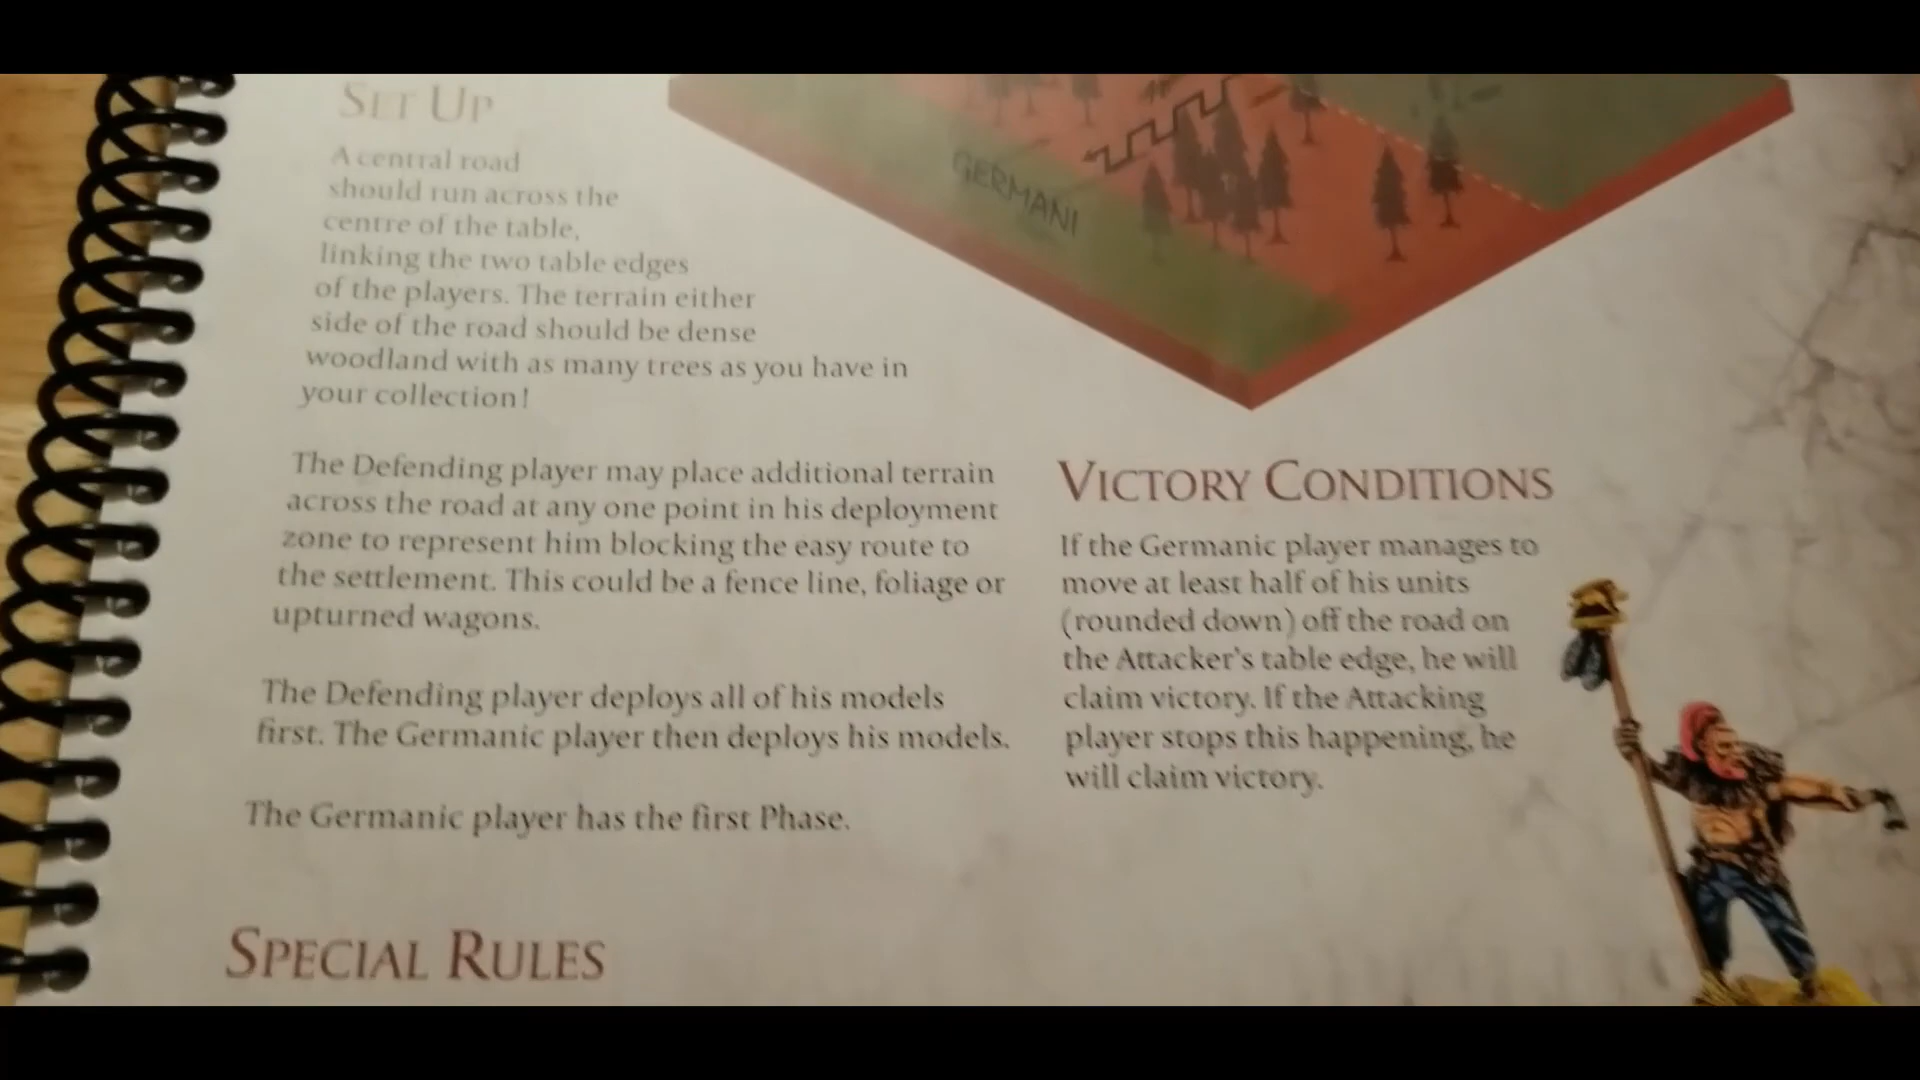 SET UP
A central road
should run across the
centre of the table,
linking the two table edges
of the players. The terrain either
side of the road should be dense
woodland with as many trees as you have in
your collection!
The Defending player may place additional terrain
across the road at any one point in his deployment
zone to represent him blocking the easy route to
the settlement. This could be a fence line, foliage or
upturned wagons.
The Defending player deploys all of his models
first. The Germanic player then deploys his models.
The Germanic player has the first Phase.
SPECIAL RULES
GERMANI
VICTORY CONDITIONS
If the Germanic player manages to
move at least half of his units
(rounded down) off the road on
the Attacker's table edge, he will
claim victory. If the Attacking
player stops this happening, he
will claim victory.